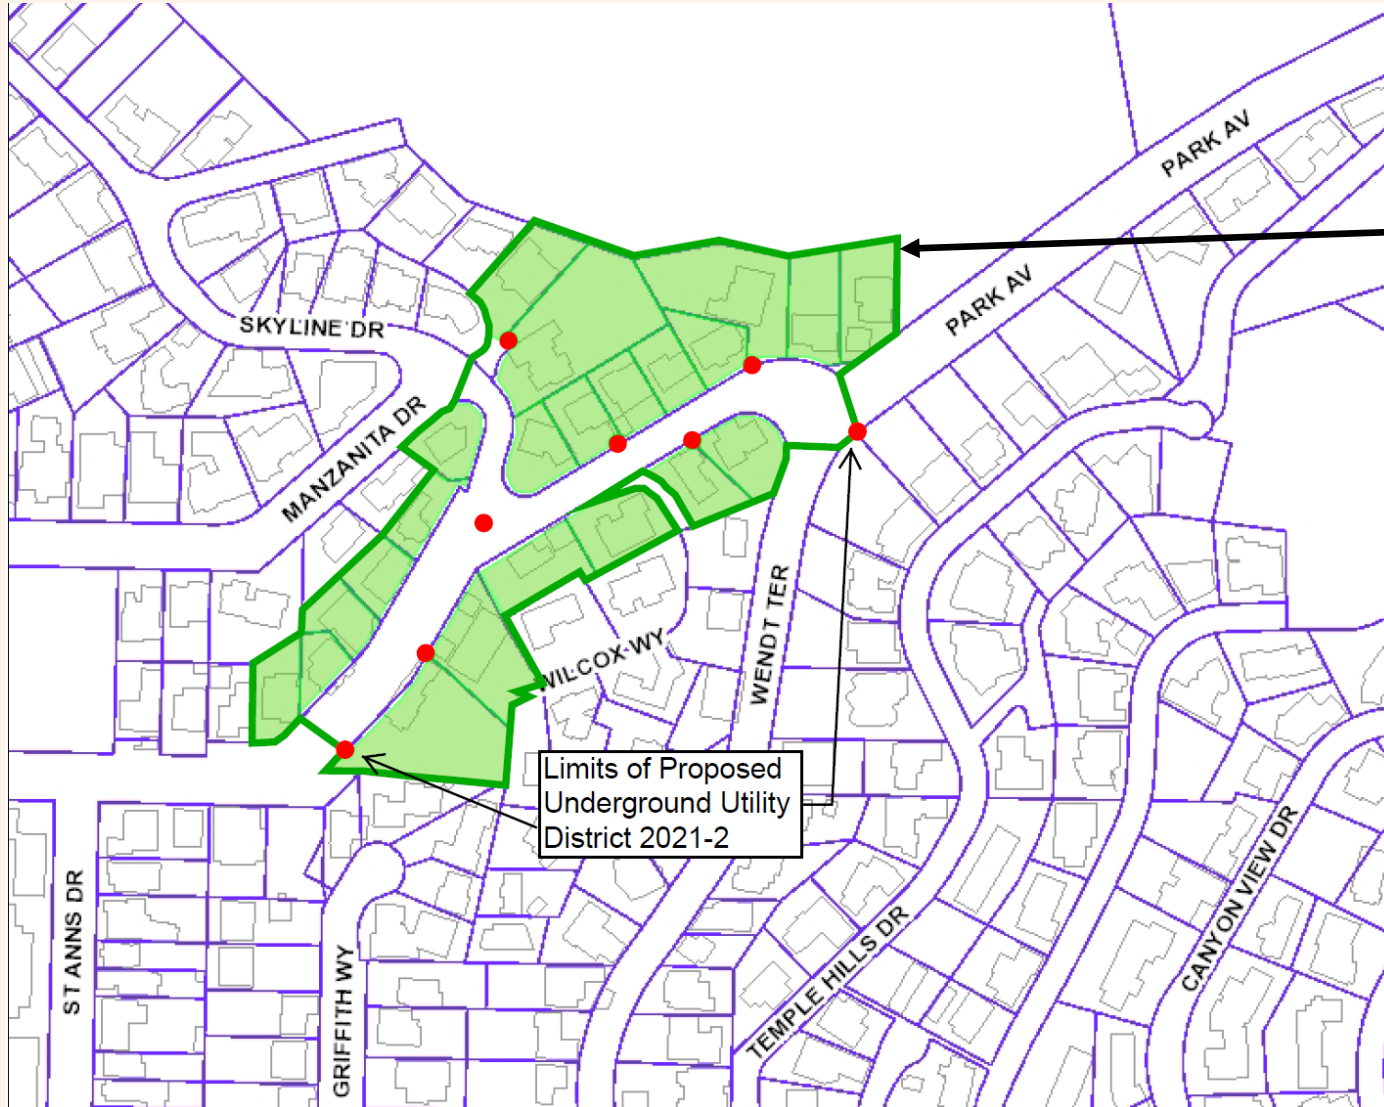 PARK AV
PARK AV
SKYLINE DR
MANZANITA DR
WILCOX WY
WENDT TER
Limits of Proposed
Underground Utility
District 2021-2
ST ANNS DR
GRIFFITH WY
TEMPLE HILLS DR
CANYON VIEW DR